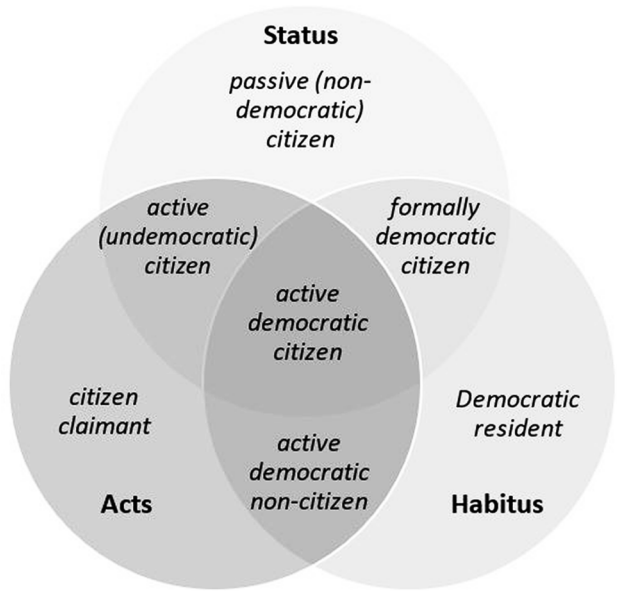 Status
passive (non-
democratic)
citizen
active
(undemocratic)
citizen
formally
democratic
citizen
active
democratic
citizen
citizen
claimant
Democratic
resident
active
democratic
non-citizen
Acts
Habitus